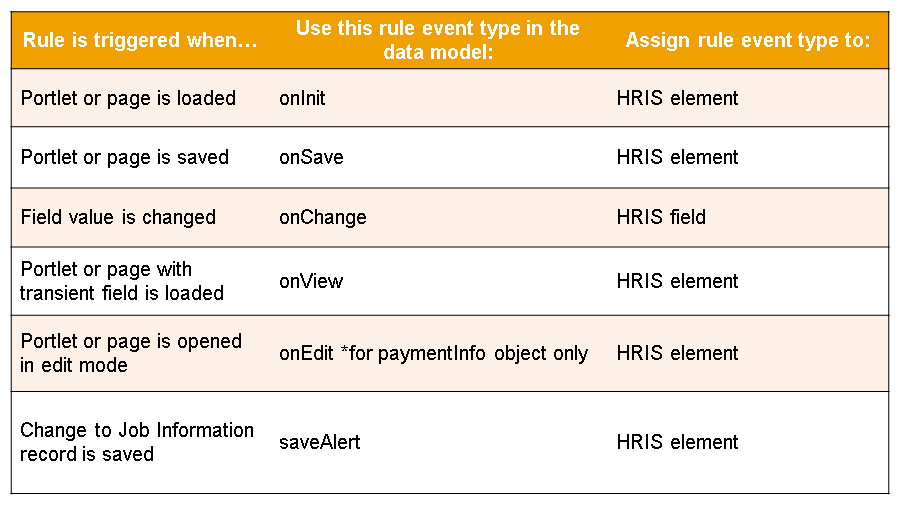 Rule is triggered when…
Use this rule event type in the
data model:
Assign rule event type to:
Portlet or page is loaded
onInit
HRIS element
Portlet or page is saved
onSave
HRIS element
Field value is changed
onChange
HRIS field
Portlet or page with
transient field is loaded
onView
HRIS element
Portlet or page is opened
in edit mode
onEdit *for paymentInfo object only
HRIS element
Change to Job Information
record is saved
saveAlert
HRIS element